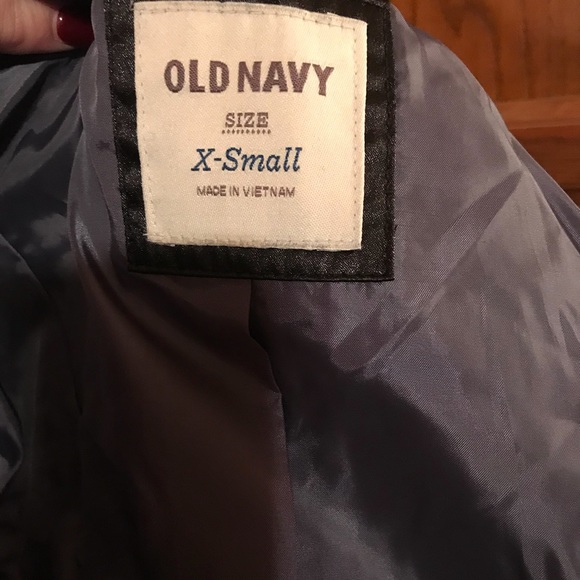 OLD NAVY
SIZE
X-Small
MADE IN VIETNAM